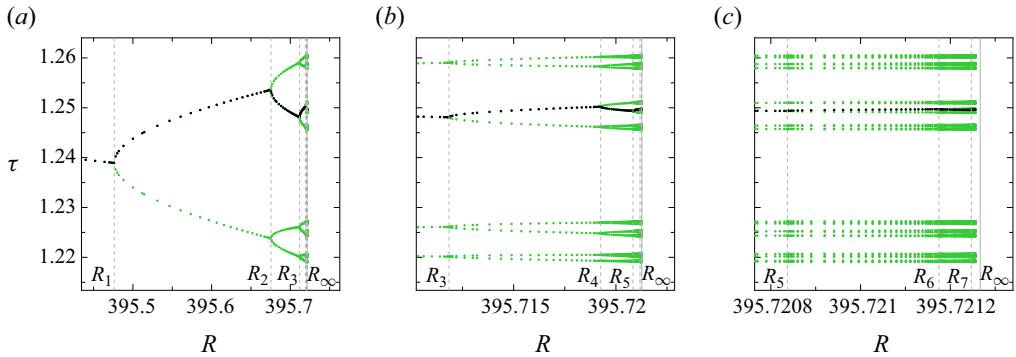 (a) (b) (c)
1.26
1.25
τ 1.24
1.23
1.22
R₁ R₂ R₃ R∞ R₃ R₄ R₅ R∞ R₅ R₆ R₇ R∞
395.5 395.6 395.7 395.715 395.72 395.7208 395.721 395.7212
R R R